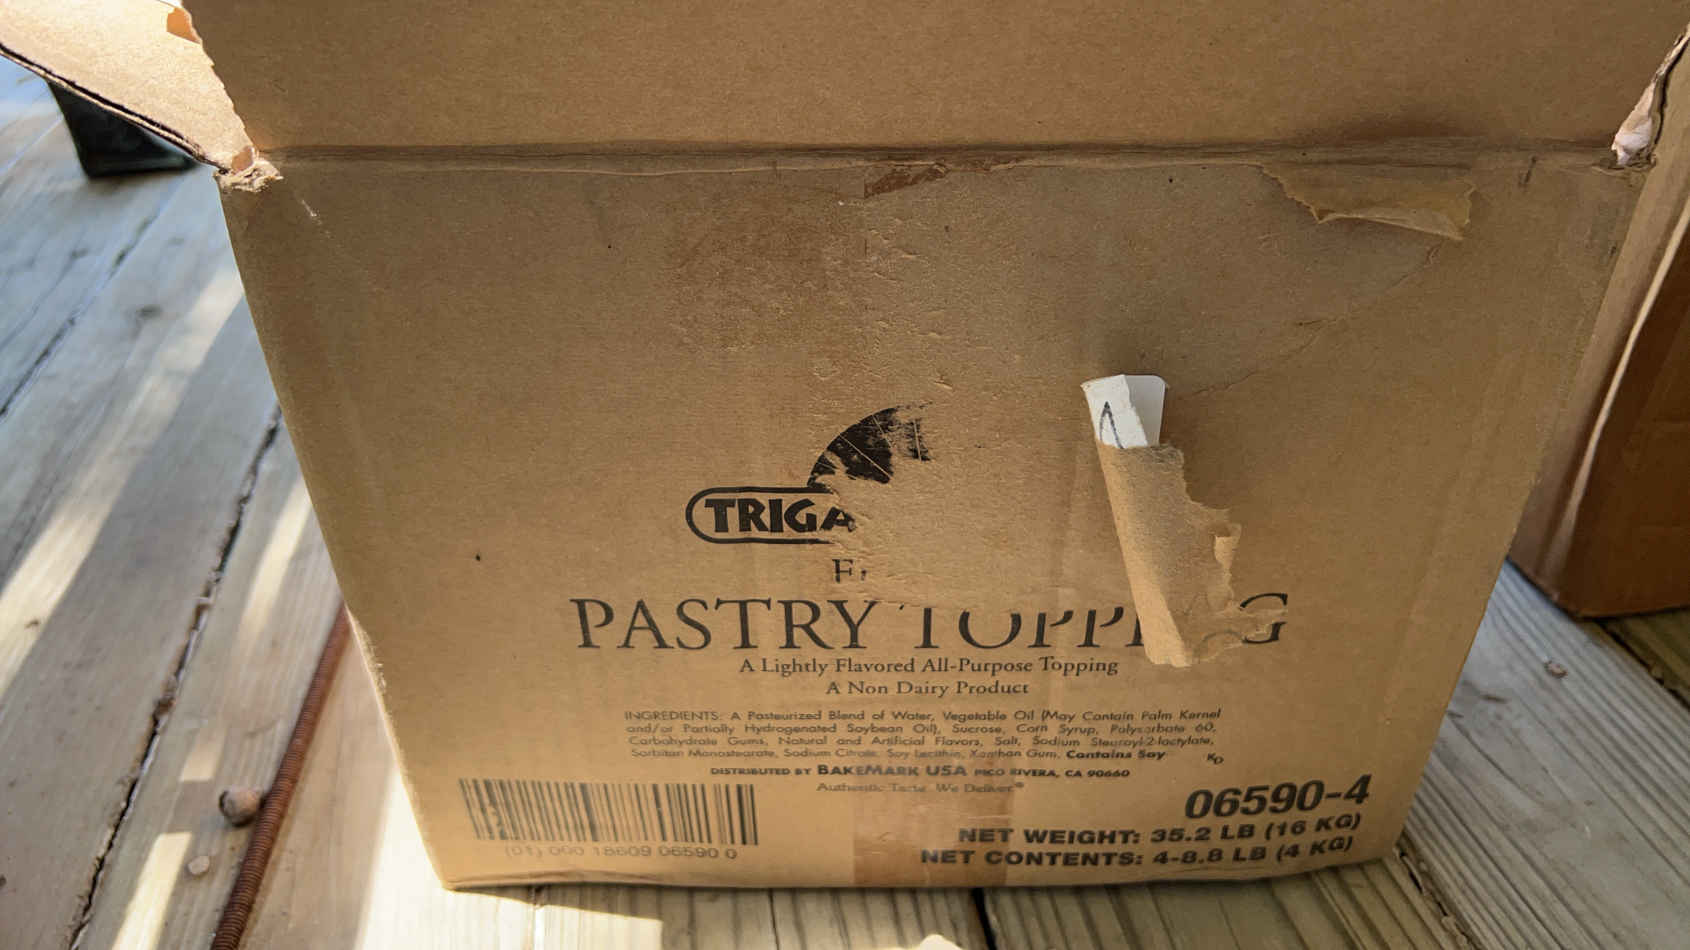 TRIGA
PASTRY TOPPING
A Lightly Flavored All-Purpose Topping
A Non Dairy Product
INGREDIENTS: A Pasteurized Blend of Water, Vegetable Oil (May Contain Palm Kernel
and/or Partially Hydrogenated Soybean Oil), Sucrose, Corn Syrup, Polysorbate 60,
Carbohydrate Gums, Natural and Artificial Flavors, Salt, Sodium Stearoyl-2-lactylate,
Sorbitan Monostearate, Sodium Citrate, Soy Lecithin, Xanthan Gum. Contains Soy
KD
DISTRIBUTED BY BAKEMARK USA PICO RIVERA, CA 90660
Authentic Taste. We Deliver®
06590-4
NET WEIGHT: 35.2 LB (16 KG)
NET CONTENTS: 4-8.8 LB (4 KG)
(01) 000 18609 06590 0